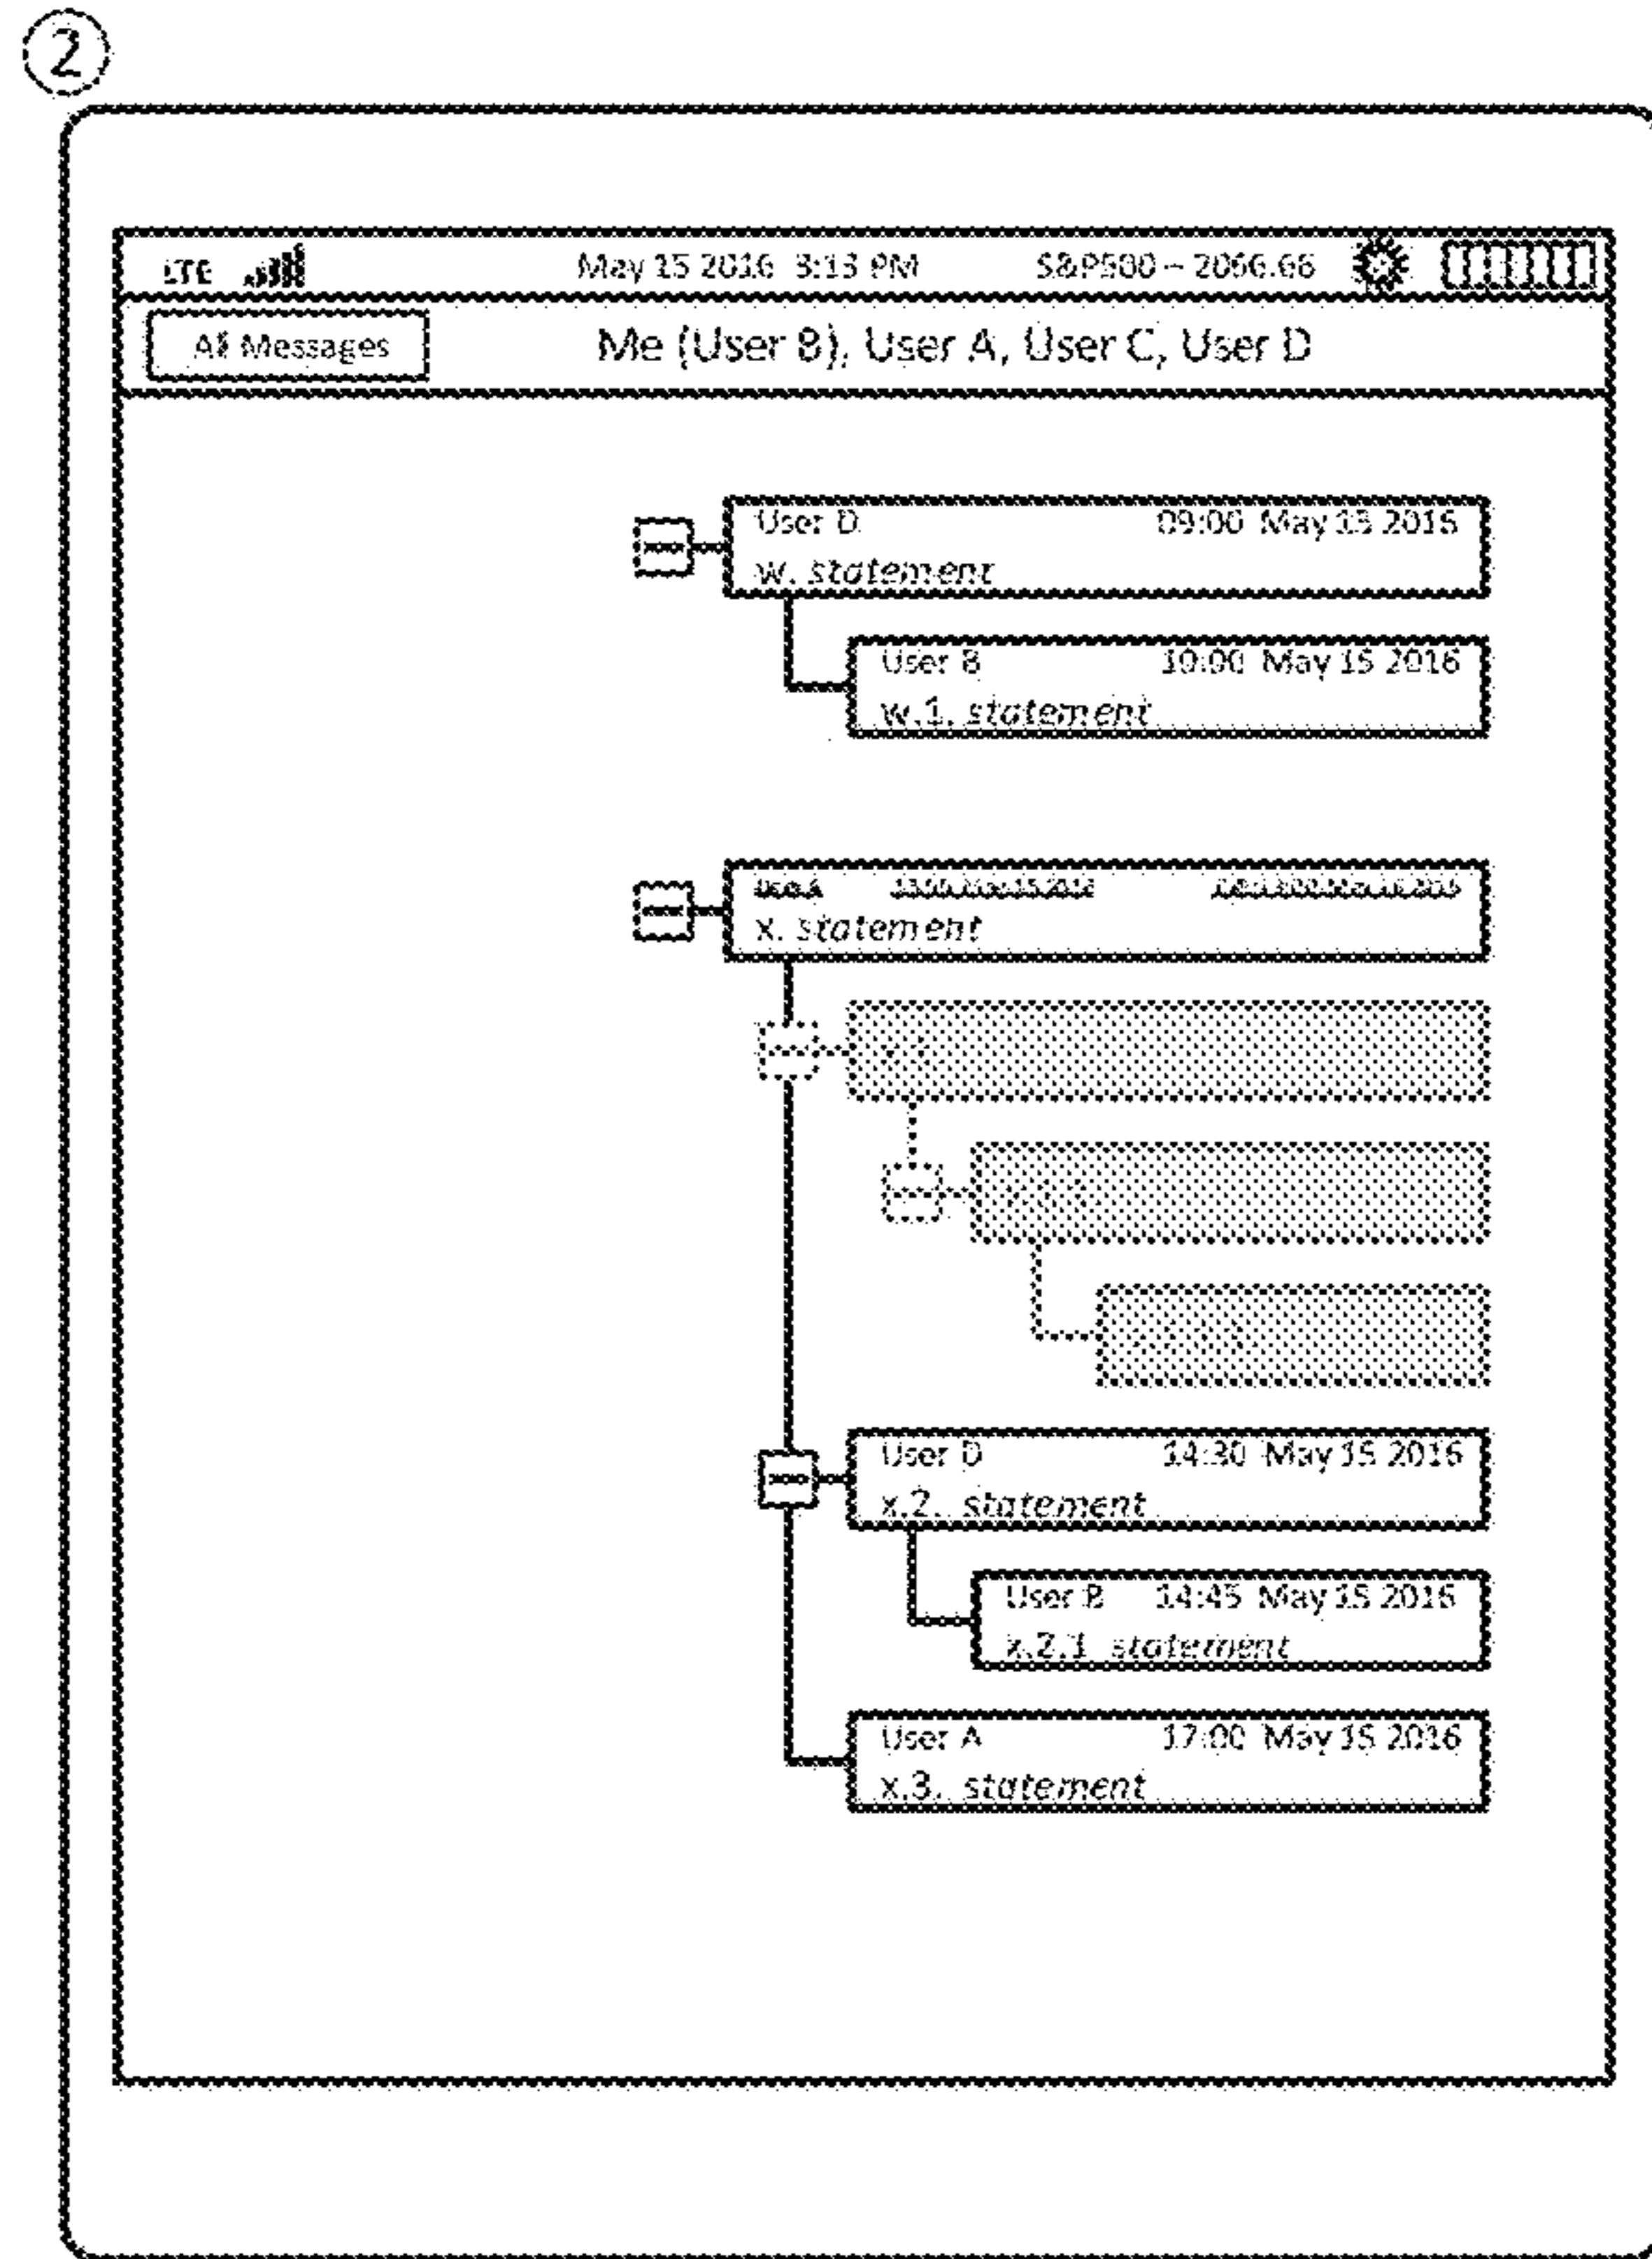 2
LTE May 15 2016 3:13 PM S&P500 – 2066.66
All Messages Me (User B), User A, User C, User D
User D 09:00 May 13 2016
w. statement
User B 10:00 May 15 2016
w.1. statement
User A
x. statement
User D 14:30 May 15 2016
x.2. statement
User B 14:45 May 15 2016
x.2.1 statement
User A 17:00 May 15 2016
x.3. statement